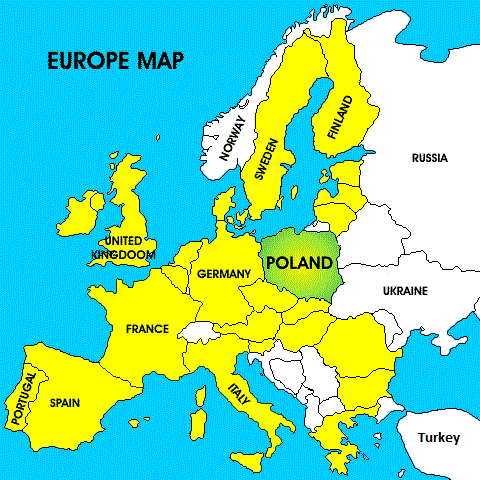 EUROPE MAP
NORWAY
SWEDEN
FINLAND
RUSSIA
UNITED
KINGDOOM
GERMANY
POLAND
UKRAINE
FRANCE
PORTUGAL
SPAIN
ITALY
Turkey